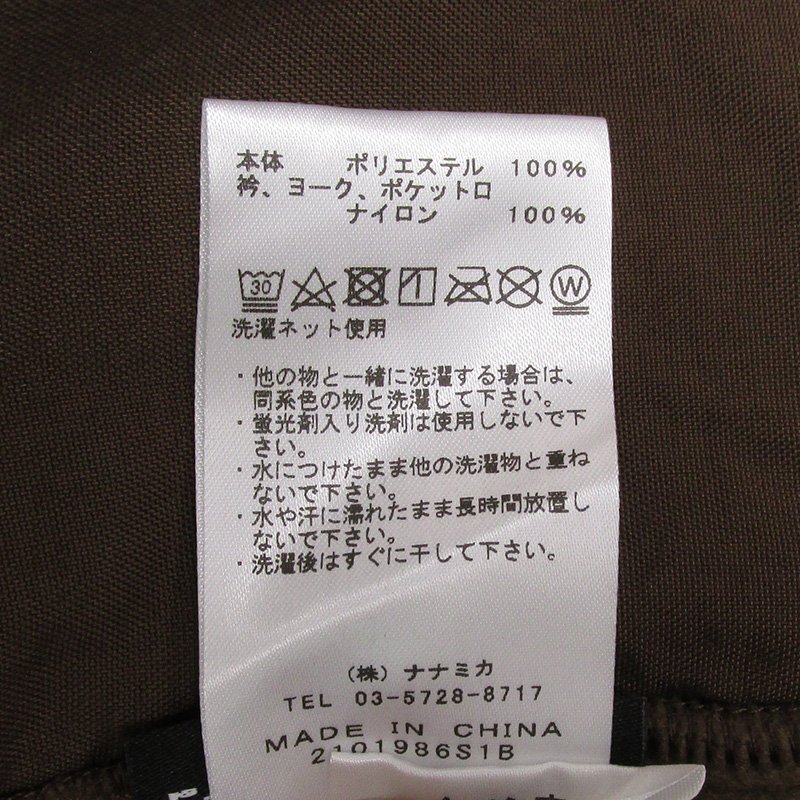 本体 ポリエステル 100%
衿、ヨーク、ポケット口
ナイロン 100%
30 W
洗濯ネット使用
・他の物と一緒に洗濯する場合は、
同系色の物と洗濯して下さい。
・蛍光剤入り洗剤は使用しないで下
さい。
・水につけたまま他の洗濯物と重ね
ないで下さい。
・水や汗に濡れたまま長時間放置し
ないで下さい。
・洗濯後はすぐに干して下さい。
(株) ナナミカ
TEL 03-5728-8717
MADE IN CHINA
2101986S1B